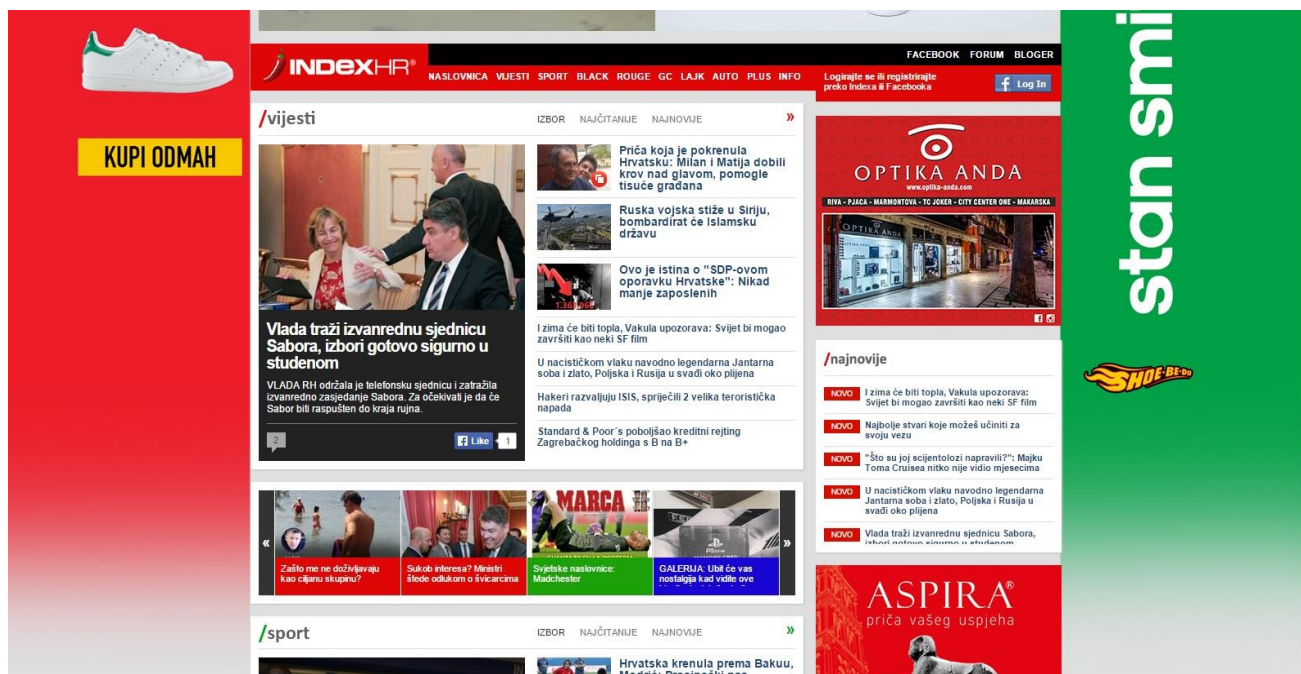 KUPI ODMAH
stan smi
SHOE-BE-DO
INDEXHR®
FACEBOOK FORUM BLOGER
NASLOVNICA VIJESTI SPORT BLACK ROUGE GC LAJK AUTO PLUS INFO
Logirajte se ili registrirajte
preko Indexa ili Facebooka
f Log In
/vijesti
IZBOR NAJČITANIJE NAJNOVIJE »
Vlada traži izvanrednu sjednicu
Sabora, izbori gotovo sigurno u
studenom
VLADA RH održala je telefonsku sjednicu i zatražila
izvanredno zasjedanje Sabora. Za očekivati je da će
Sabor biti raspušten do kraja rujna.
2
f Like 1
Priča koja je pokrenula
Hrvatsku: Milan i Matija dobili
krov nad glavom, pomogle
tisuće građana
Ruska vojska stiže u Siriju,
bombardirat će Islamsku
državu
Ovo je istina o "SDP-ovom
oporavku Hrvatske": Nikad
manje zaposlenih
I zima će biti topla, Vakula upozorava: Svijet bi mogao
završiti kao neki SF film
U nacističkom vlaku navodno legendarna Jantarna
soba i zlato, Poljska i Rusija u svađi oko plijena
Hakeri razvaljuju ISIS, spriječili 2 velika teroristička
napada
Standard & Poor´s poboljšao kreditni rejting
Zagrebačkog holdinga s B na B+
OPTIKA ANDA
www.optika-anda.com
RIVA - PJACA - MARMONTOVA - TC JOKER - CITY CENTER ONE - MAKARSKA
OPTIKA ANDA
/najnovije
NOVO I zima će biti topla, Vakula upozorava:
Svijet bi mogao završiti kao neki SF film
NOVO Najbolje stvari koje možeš učiniti za
svoju vezu
NOVO "Što su joj scijentolozi napravili?": Majku
Toma Cruisea nitko nije vidio mjesecima
NOVO U nacističkom vlaku navodno legendarna
Jantarna soba i zlato, Poljska i Rusija u
svađi oko plijena
NOVO Vlada traži izvanrednu sjednicu Sabora,
izbori gotovo sigurno u studenom
«
MARCA
PSone
»
Zašto me ne doživljavaju
kao ciljanu skupinu?
Sukob interesa? Ministri
štede odlukom o švicarcima
Svjetske naslovnice:
Madchester
GALERIJA: Ubit će vas
nostalgija kad vidite ove
ASPIRA®
priča vašeg uspjeha
/sport
IZBOR NAJČITANIJE NAJNOVIJE »
Hrvatska krenula prema Bakuu,